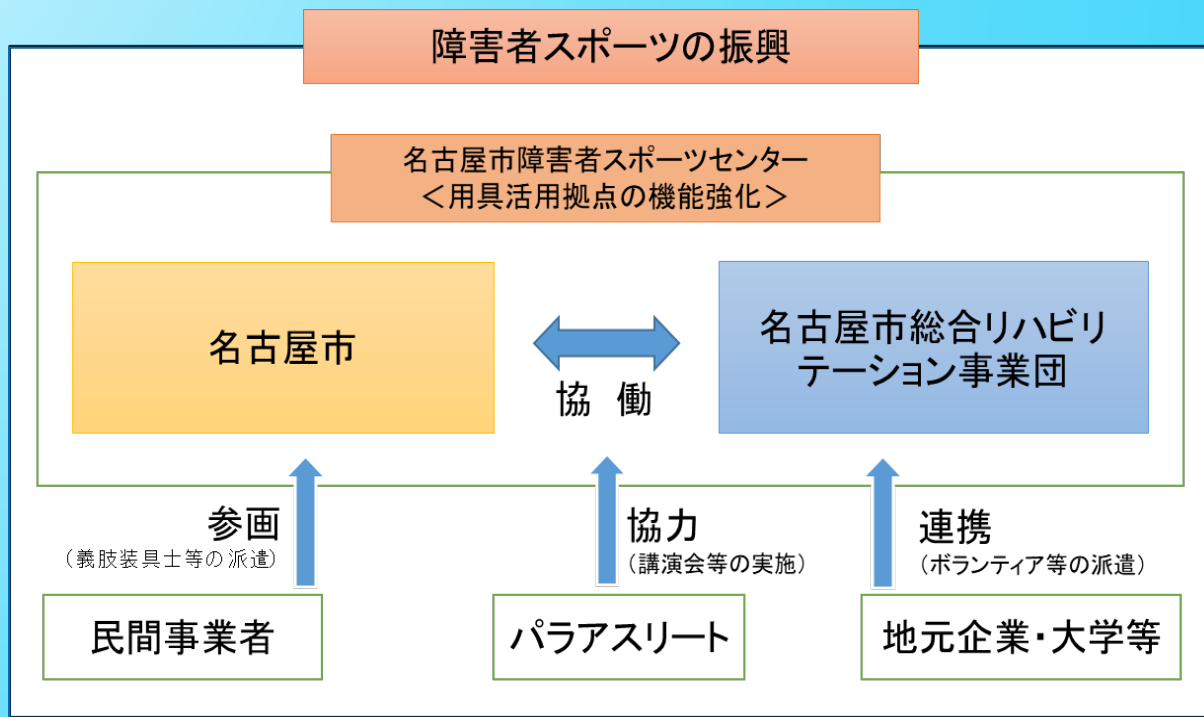 障害者スポーツの振興
名古屋市障害者スポーツセンター
＜用具活用拠点の機能強化＞
名古屋市
協 働
名古屋市総合リハビリ
テーション事業団
参画
（義肢装具士等の派遣）
協力
（講演会等の実施）
連携
（ボランティア等の派遣）
民間事業者
パラアスリート
地元企業・大学等